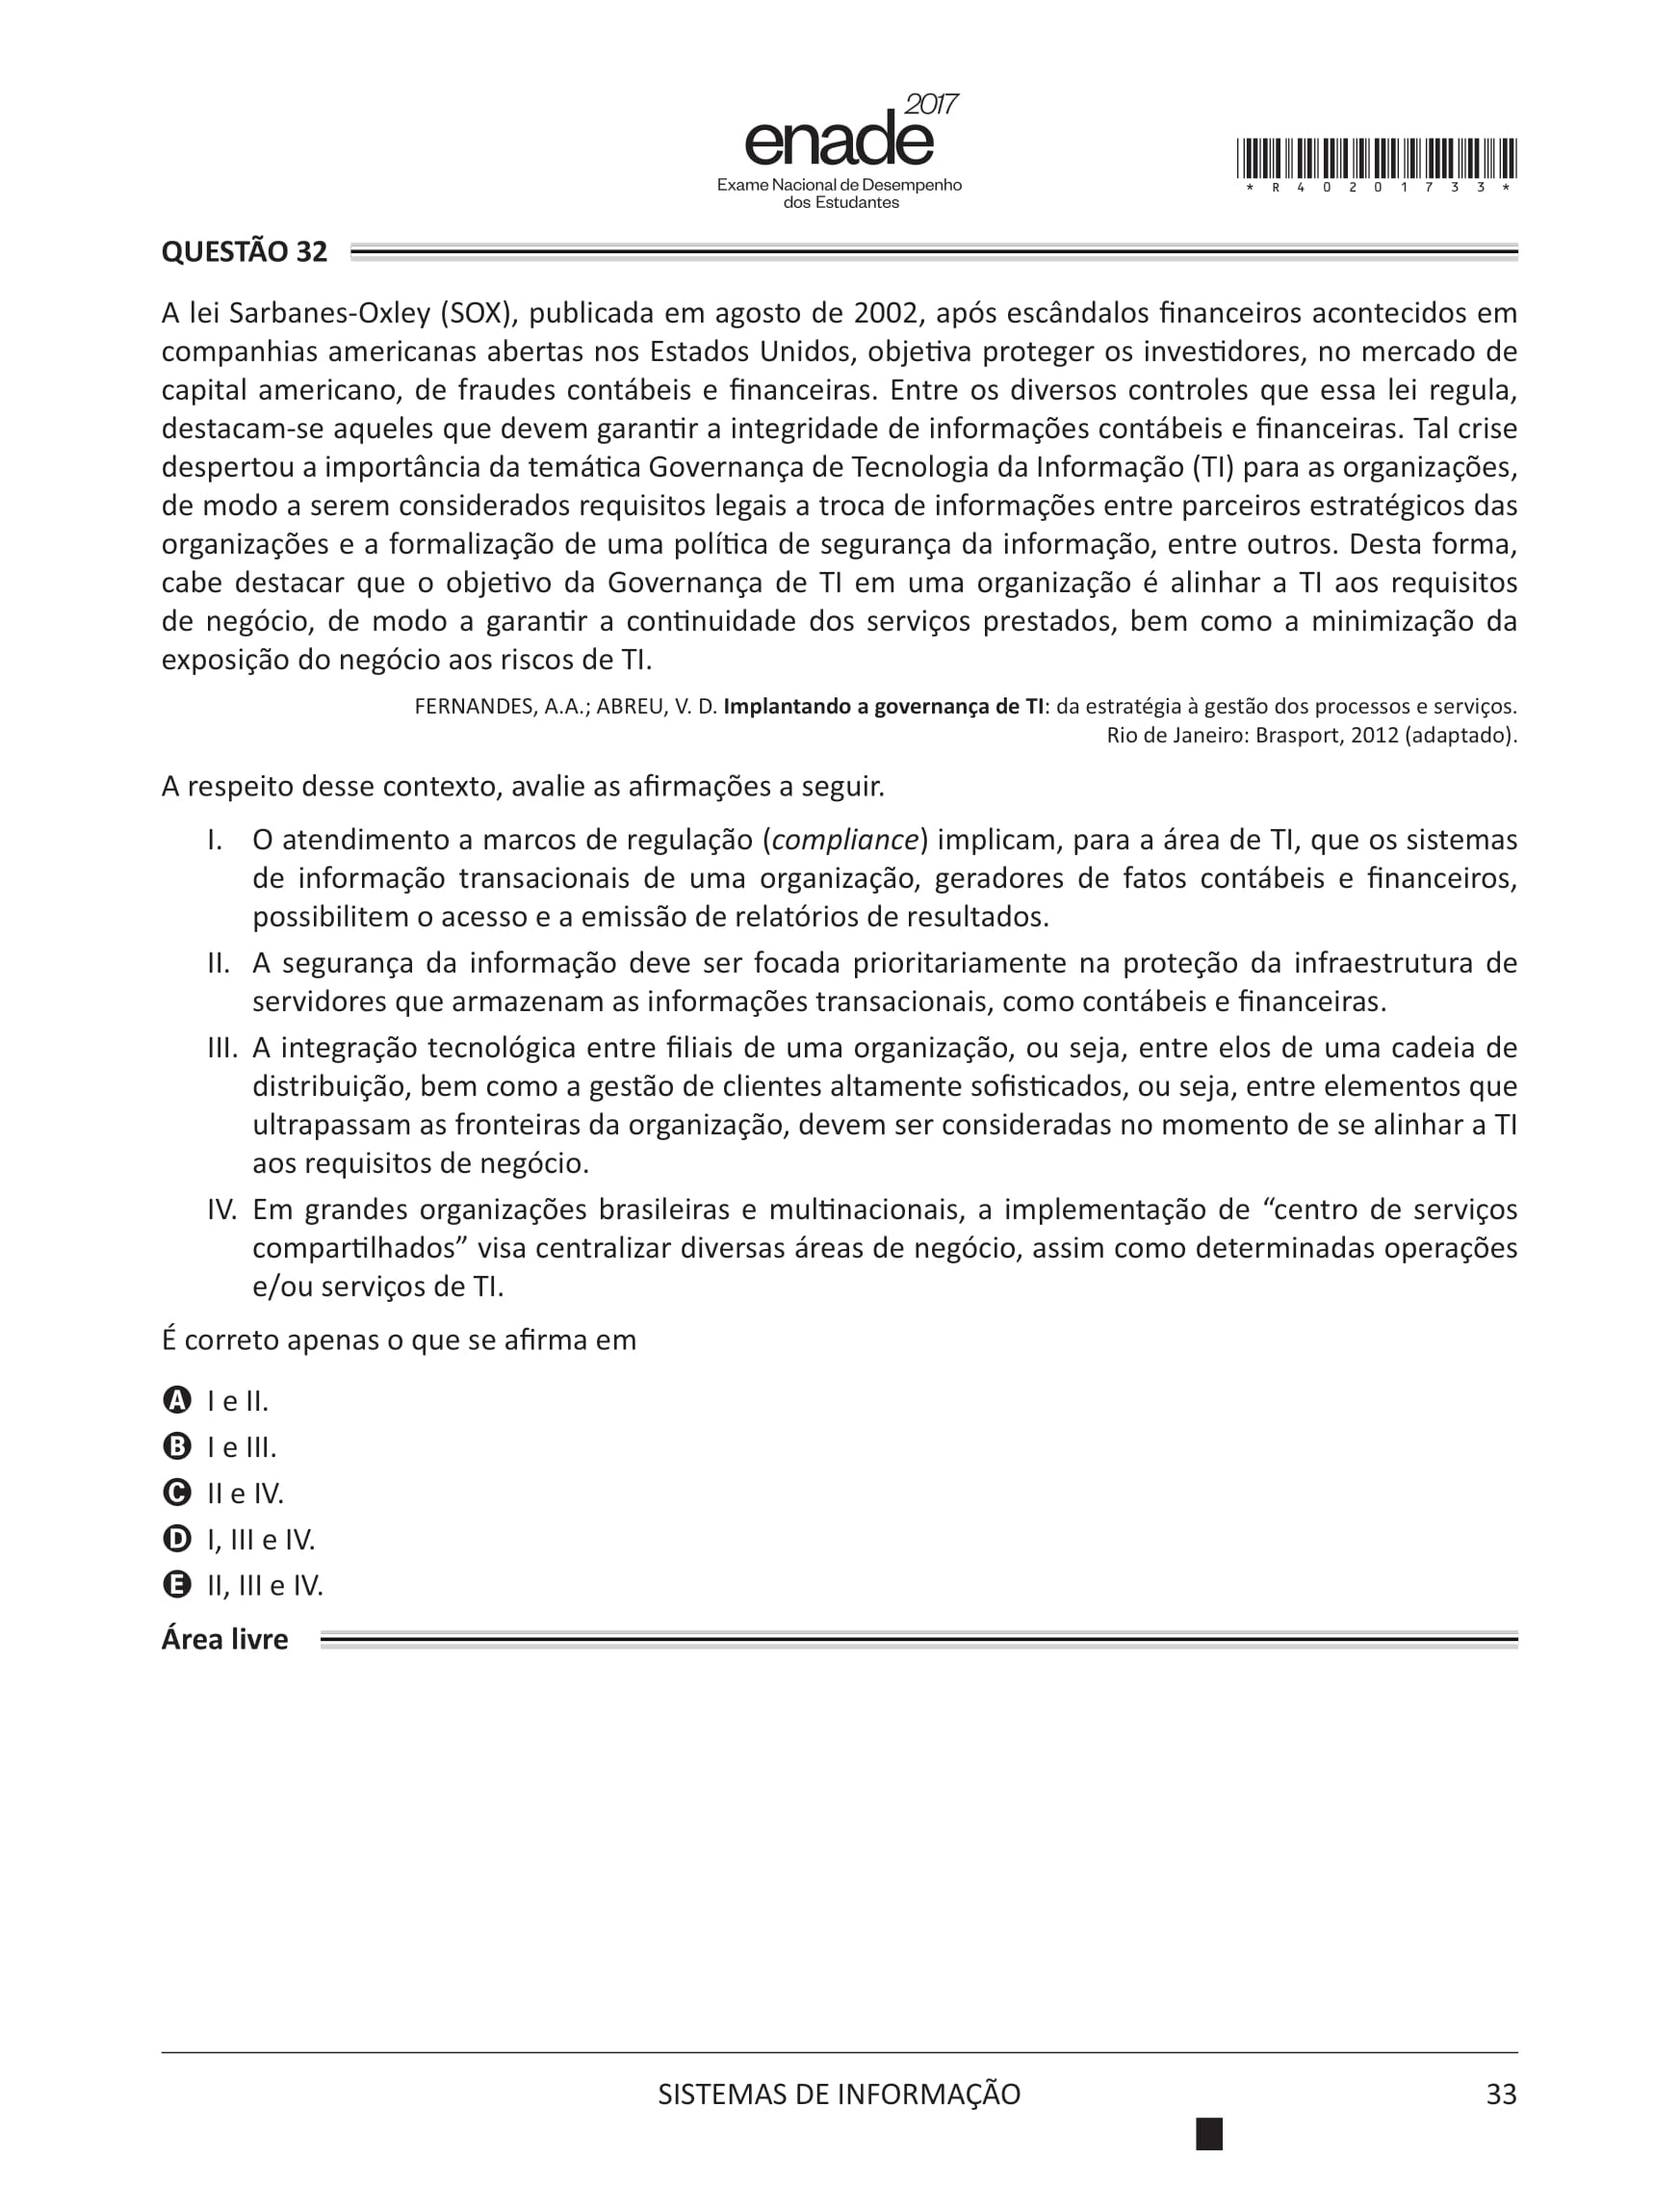 2017
enade
Exame Nacional de Desempenho
dos Estudantes
* R 4 0 2 0 1 7 3 3 *
QUESTÃO 32
A lei Sarbanes-Oxley (SOX), publicada em agosto de 2002, após escândalos financeiros acontecidos em
companhias americanas abertas nos Estados Unidos, objetiva proteger os investidores, no mercado de
capital americano, de fraudes contábeis e financeiras. Entre os diversos controles que essa lei regula,
destacam-se aqueles que devem garantir a integridade de informações contábeis e financeiras. Tal crise
despertou a importância da temática Governança de Tecnologia da Informação (TI) para as organizações,
de modo a serem considerados requisitos legais a troca de informações entre parceiros estratégicos das
organizações e a formalização de uma política de segurança da informação, entre outros. Desta forma,
cabe destacar que o objetivo da Governança de TI em uma organização é alinhar a TI aos requisitos
de negócio, de modo a garantir a continuidade dos serviços prestados, bem como a minimização da
exposição do negócio aos riscos de TI.
FERNANDES, A.A.; ABREU, V. D. Implantando a governança de TI: da estratégia à gestão dos processos e serviços.
Rio de Janeiro: Brasport, 2012 (adaptado).
A respeito desse contexto, avalie as afirmações a seguir.
I. O atendimento a marcos de regulação (compliance) implicam, para a área de TI, que os sistemas
de informação transacionais de uma organização, geradores de fatos contábeis e financeiros,
possibilitem o acesso e a emissão de relatórios de resultados.
II. A segurança da informação deve ser focada prioritariamente na proteção da infraestrutura de
servidores que armazenam as informações transacionais, como contábeis e financeiras.
III. A integração tecnológica entre filiais de uma organização, ou seja, entre elos de uma cadeia de
distribuição, bem como a gestão de clientes altamente sofisticados, ou seja, entre elementos que
ultrapassam as fronteiras da organização, devem ser consideradas no momento de se alinhar a TI
aos requisitos de negócio.
IV. Em grandes organizações brasileiras e multinacionais, a implementação de “centro de serviços
compartilhados” visa centralizar diversas áreas de negócio, assim como determinadas operações
e/ou serviços de TI.
É correto apenas o que se afirma em
A I e II.
B I e III.
C II e IV.
D I, III e IV.
E II, III e IV.
Área livre
SISTEMAS DE INFORMAÇÃO 33